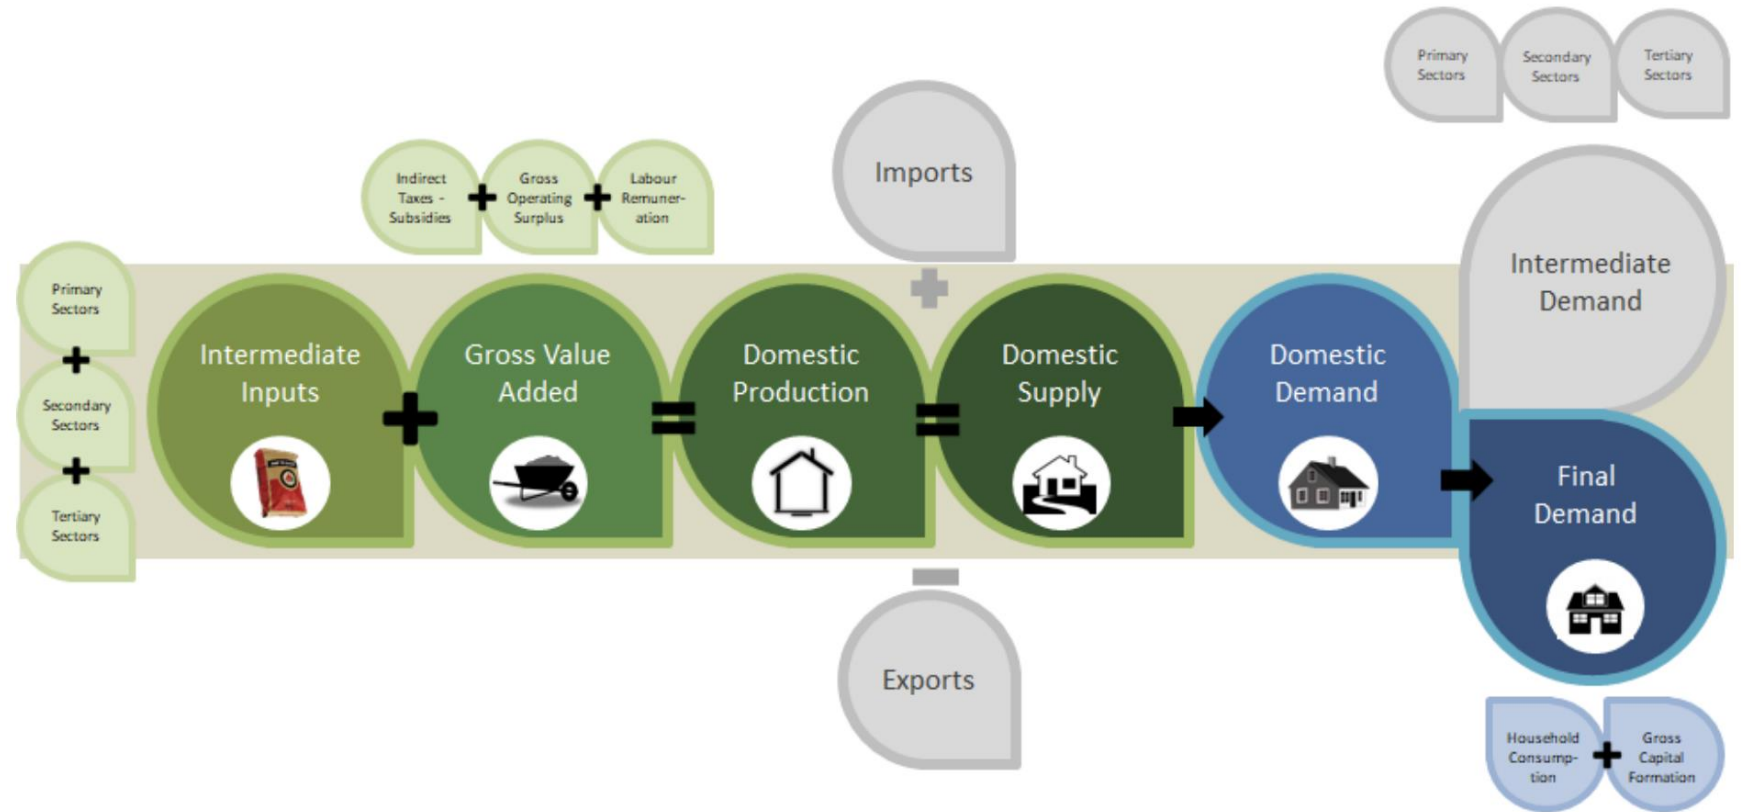 Primary
Sectors
Secondary
Sectors
Tertiary
Sectors
Indirect
Taxes -
Subsidies
Gross
Operating
Surplus
Labour
Remuner-
ation
Imports
Primary
Sectors
Secondary
Sectors
Tertiary
Sectors
Intermediate
Inputs
Gross Value
Added
Domestic
Production
Domestic
Supply
Domestic
Demand
Intermediate
Demand
Final
Demand
Exports
Household
Consump-
tion
Gross
Capital
Formation